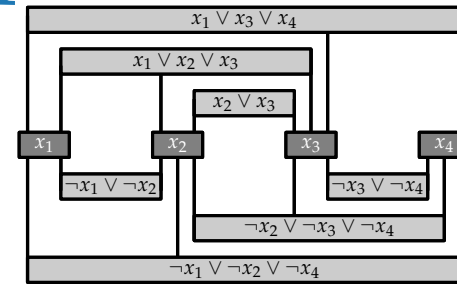 x₁ ∨ x₃ ∨ x₄
x₁ ∨ x₂ ∨ x₃
x₂ ∨ x₃
x₁ x₂ x₃ x₄
¬x₁ ∨ ¬x₂ ¬x₃ ∨ ¬x₄
¬x₂ ∨ ¬x₃ ∨ ¬x₄
¬x₁ ∨ ¬x₂ ∨ ¬x₄